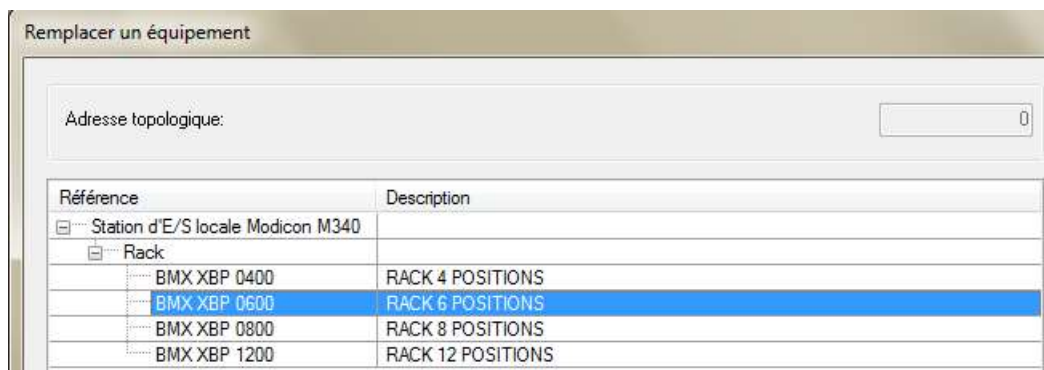 Remplacer un équipement
Adresse topologique: 0
Référence Description
Station d'E/S locale Modicon M340
Rack
BMX XBP 0400 RACK 4 POSITIONS
BMX XBP 0600 RACK 6 POSITIONS
BMX XBP 0800 RACK 8 POSITIONS
BMX XBP 1200 RACK 12 POSITIONS